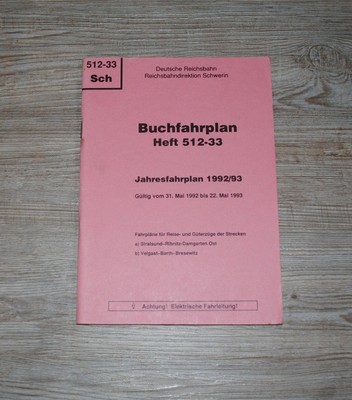 512-33
Sch
Deutsche Reichsbahn
Reichsbahndirektion Schwerin
Buchfahrplan
Heft 512-33
Jahresfahrplan 1992/93
Gültig vom 31. Mai 1992 bis 22. Mai 1993
Fahrpläne für Reise- und Güterzüge der Strecken
a) Stralsund-Ribnitz-Damgarten Ost
b) Velgast-Barth-Bresewitz
Achtung! Elektrische Fahrleitung!